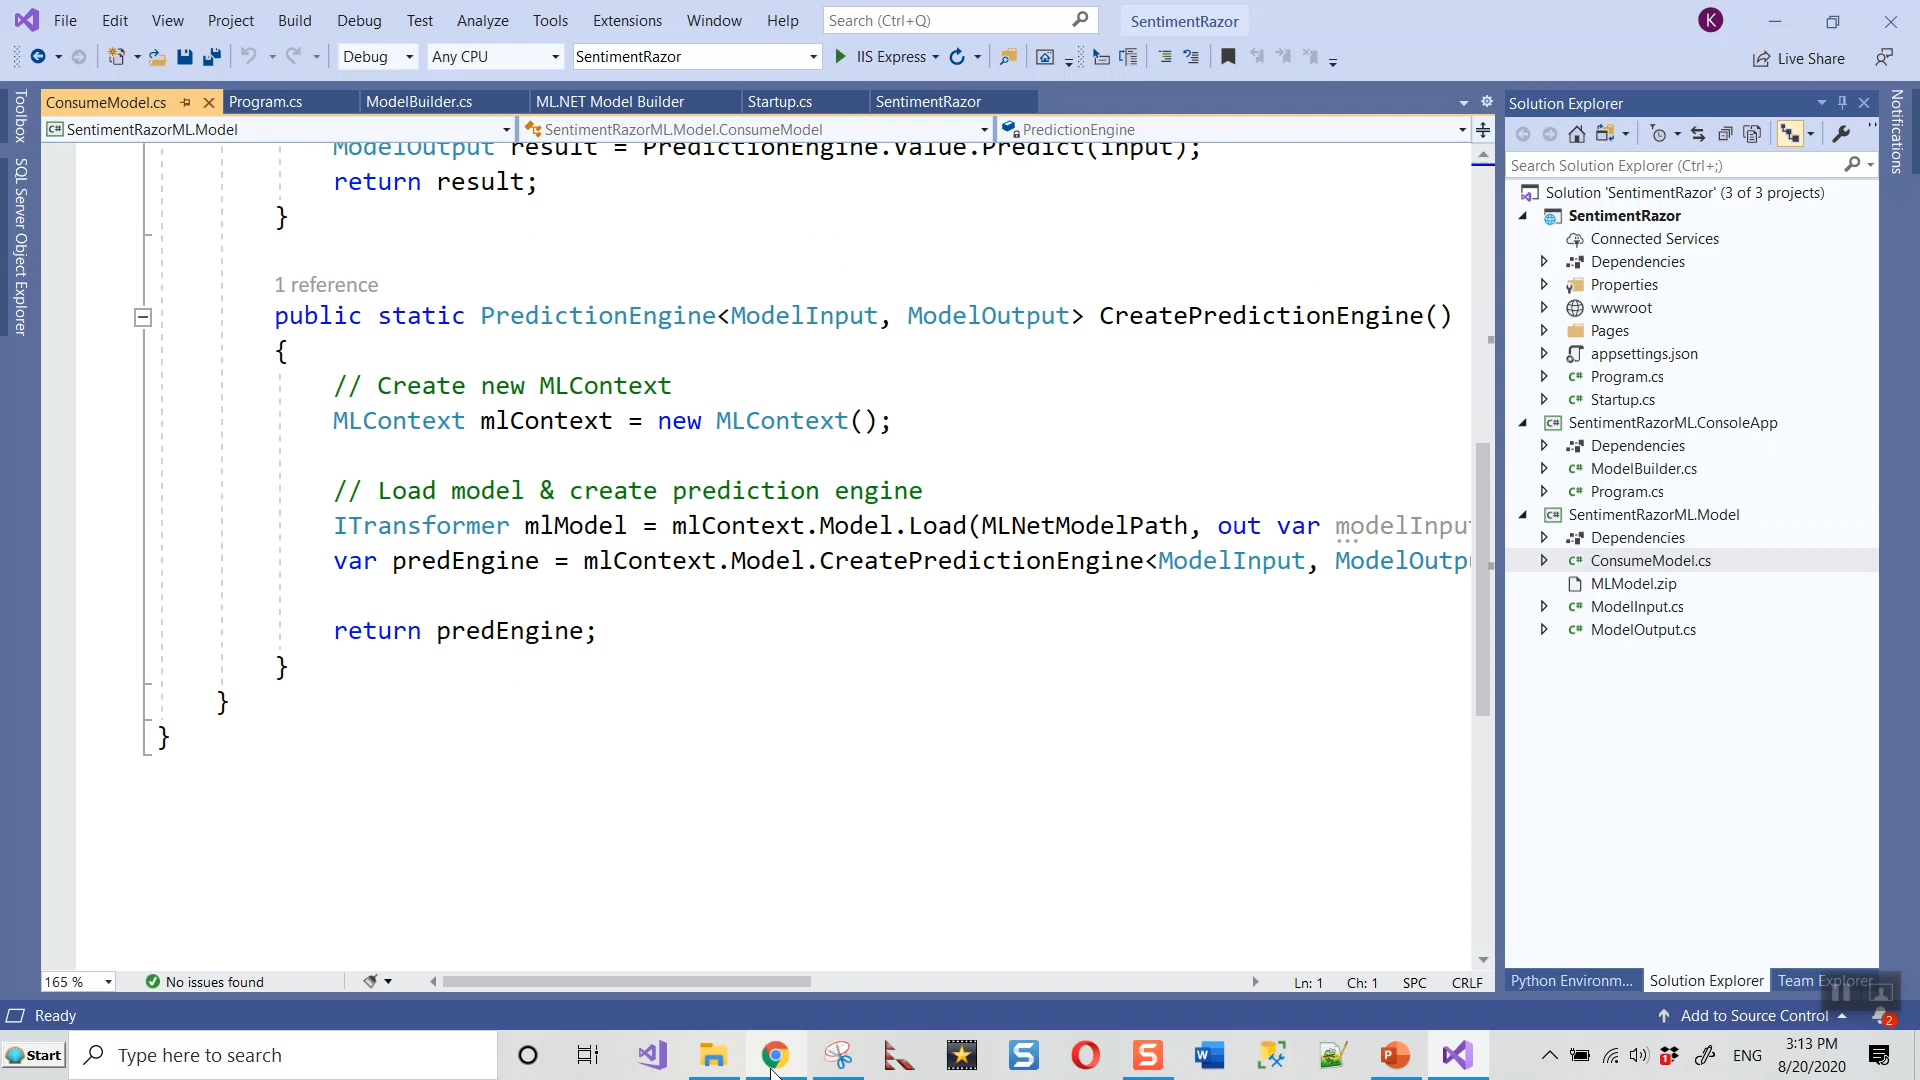 File Edit View Project Build Debug Test Analyze Tools Extensions Window Help Search (Ctrl+Q) SentimentRazor K
Debug Any CPU SentimentRazor IIS Express Live Share
ConsumeModel.cs Program.cs ModelBuilder.cs ML.NET Model Builder Startup.cs SentimentRazor
SentimentRazorML.Model SentimentRazorML.Model.ConsumeModel PredictionEngine
Toolbox
SQL Server Object Explorer
ModelOutput result = PredictionEngine.Value.Predict(input);
return result;
}
1 reference
public static PredictionEngine<ModelInput, ModelOutput> CreatePredictionEngine()
{
// Create new MLContext
MLContext mlContext = new MLContext();
// Load model & create prediction engine
ITransformer mlModel = mlContext.Model.Load(MLNetModelPath, out var modelInpu
var predEngine = mlContext.Model.CreatePredictionEngine<ModelInput, ModelOutp
return predEngine;
}
}
}
165 % No issues found Ln: 1 Ch: 1 SPC CRLF
Solution Explorer
Search Solution Explorer (Ctrl+;)
Solution 'SentimentRazor' (3 of 3 projects)
SentimentRazor
Connected Services
Dependencies
Properties
wwwroot
Pages
appsettings.json
C# Program.cs
C# Startup.cs
C# SentimentRazorML.ConsoleApp
Dependencies
C# ModelBuilder.cs
C# Program.cs
C# SentimentRazorML.Model
Dependencies
C# ConsumeModel.cs
MLModel.zip
C# ModelInput.cs
C# ModelOutput.cs
Python Environm... Solution Explorer Team Explorer
Notifications
Ready Add to Source Control 2
Start Type here to search ENG 3:13 PM
8/20/2020